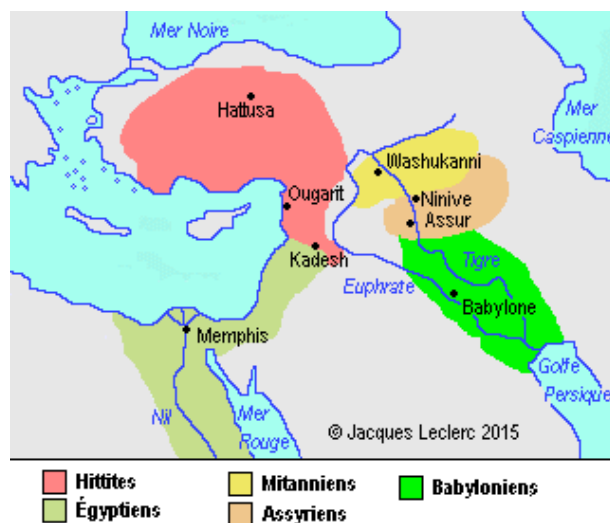 Mer Noire
Hattusa
Mer
Caspienne
Washukanni
Ougarit
Ninive
Assur
Kadesh
Tigre
Euphrate
Babylone
Memphis
Golfe
Persique
Nil
Mer
Rouge
© Jacques Leclerc 2015
Hittites
Mitanniens
Babyloniens
Égyptiens
Assyriens